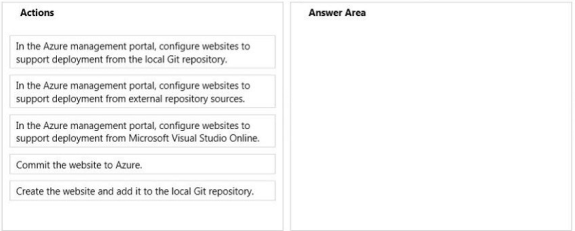 Actions
Answer Area
In the Azure management portal, configure websites to
support deployment from the local Git repository.
In the Azure management portal, configure websites to
support deployment from external repository sources.
In the Azure management portal, configure websites to
support deployment from Microsoft Visual Studio Online.
Commit the website to Azure.
Create the website and add it to the local Git repository.